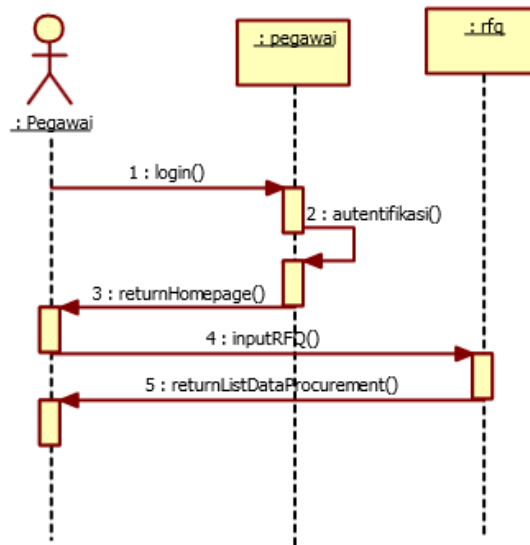 : Pegawai
: pegawai
: rfq
1 : login()
2 : autentifikasi()
3 : returnHomepage()
4 : inputRFQ()
5 : returnListDataProcurement()